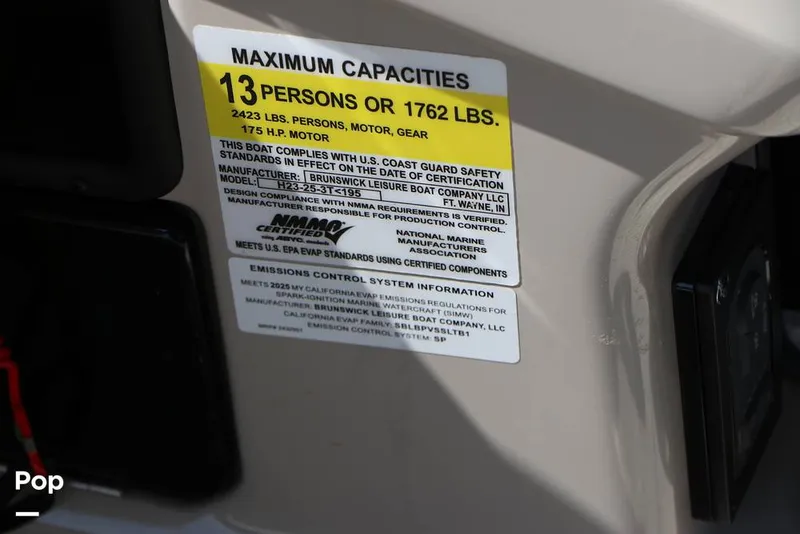 MAXIMUM CAPACITIES
13 PERSONS OR 1762 LBS.
2423 LBS. PERSONS, MOTOR, GEAR
175 H.P. MOTOR
THIS BOAT COMPLIES WITH U.S. COAST GUARD SAFETY
STANDARDS IN EFFECT ON THE DATE OF CERTIFICATION
MANUFACTURER: BRUNSWICK LEISURE BOAT COMPANY LLC
MODEL: H23-25-3T<195 FT. WAYNE, IN
DESIGN COMPLIANCE WITH NMMA REQUIREMENTS IS VERIFIED.
MANUFACTURER RESPONSIBLE FOR PRODUCTION CONTROL.
NMMA
CERTIFIED
using ABYC standards
NATIONAL MARINE
MANUFACTURERS
ASSOCIATION
MEETS U.S. EPA EVAP STANDARDS USING CERTIFIED COMPONENTS
EMISSIONS CONTROL SYSTEM INFORMATION
MEETS 2025 MY CALIFORNIA EVAP EMISSIONS REGULATIONS FOR
SPARK-IGNITION MARINE WATERCRAFT (SIMW)
MANUFACTURER: BRUNSWICK LEISURE BOAT COMPANY, LLC
CALIFORNIA EVAP FAMILY: SBLBPVSSLTB1
EMISSION CONTROL SYSTEM: SP
Pop